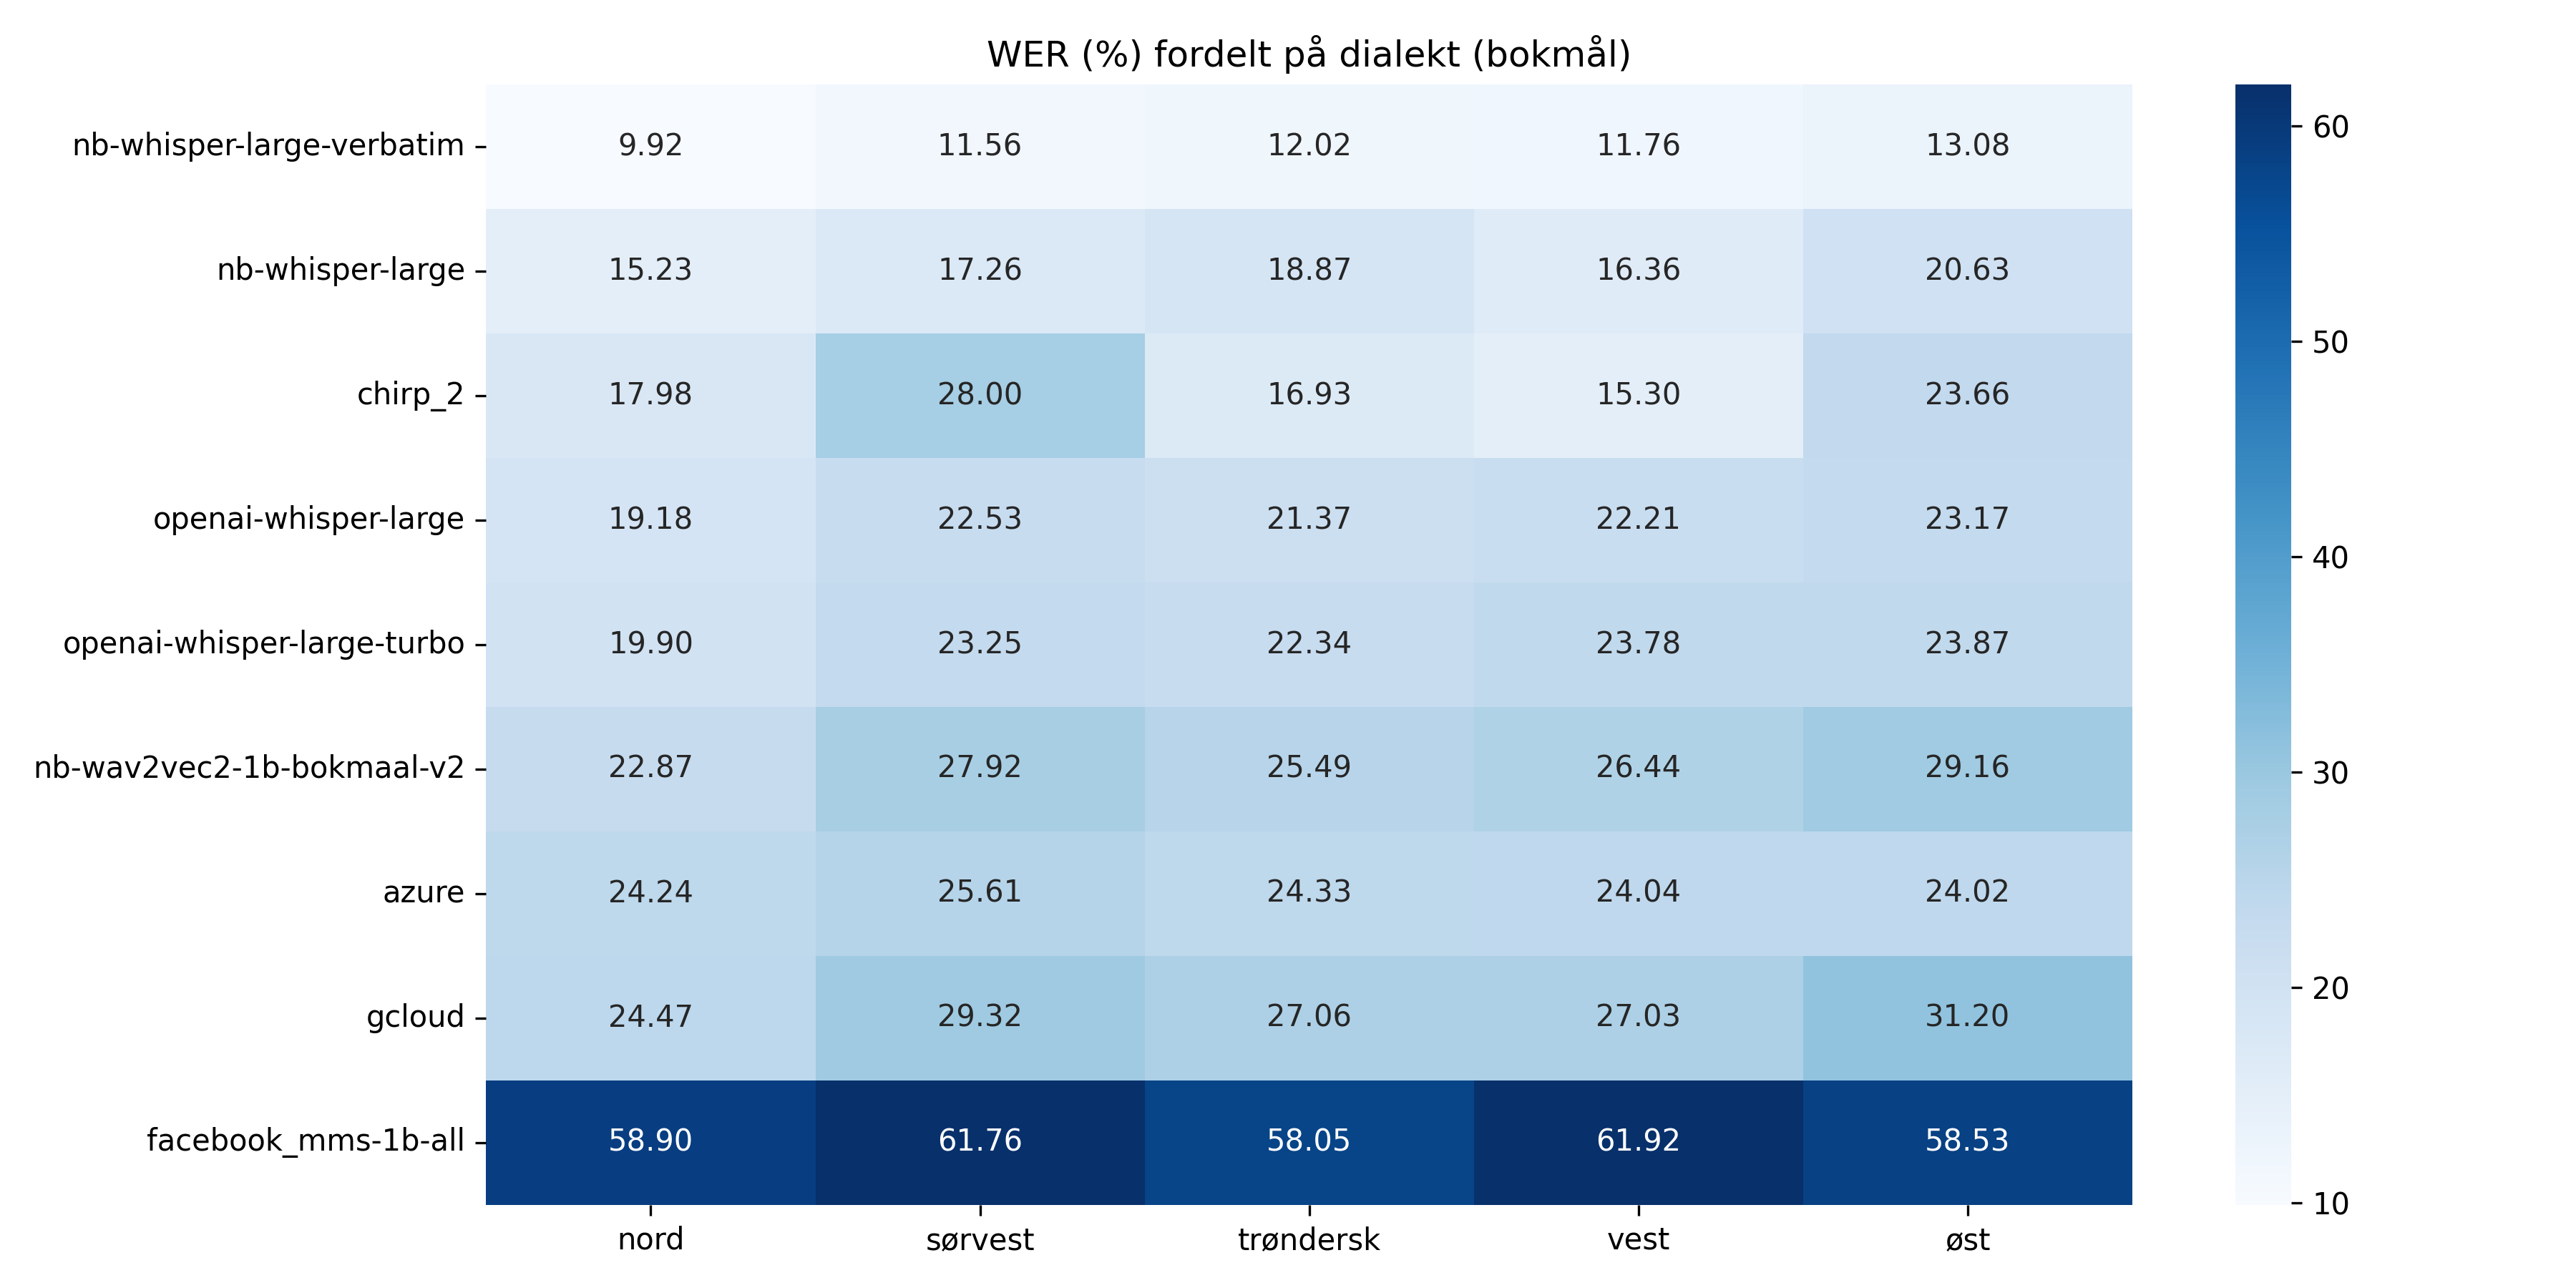 WER (%) fordelt på dialekt (bokmål)
nb-whisper-large-verbatim 9.92 11.56 12.02 11.76 13.08
nb-whisper-large 15.23 17.26 18.87 16.36 20.63
chirp_2 17.98 28.00 16.93 15.30 23.66
openai-whisper-large 19.18 22.53 21.37 22.21 23.17
openai-whisper-large-turbo 19.90 23.25 22.34 23.78 23.87
nb-wav2vec2-1b-bokmaal-v2 22.87 27.92 25.49 26.44 29.16
azure 24.24 25.61 24.33 24.04 24.02
gcloud 24.47 29.32 27.06 27.03 31.20
facebook_mms-1b-all 58.90 61.76 58.05 61.92 58.53
nord sørvest trøndersk vest øst
60
50
40
30
20
10